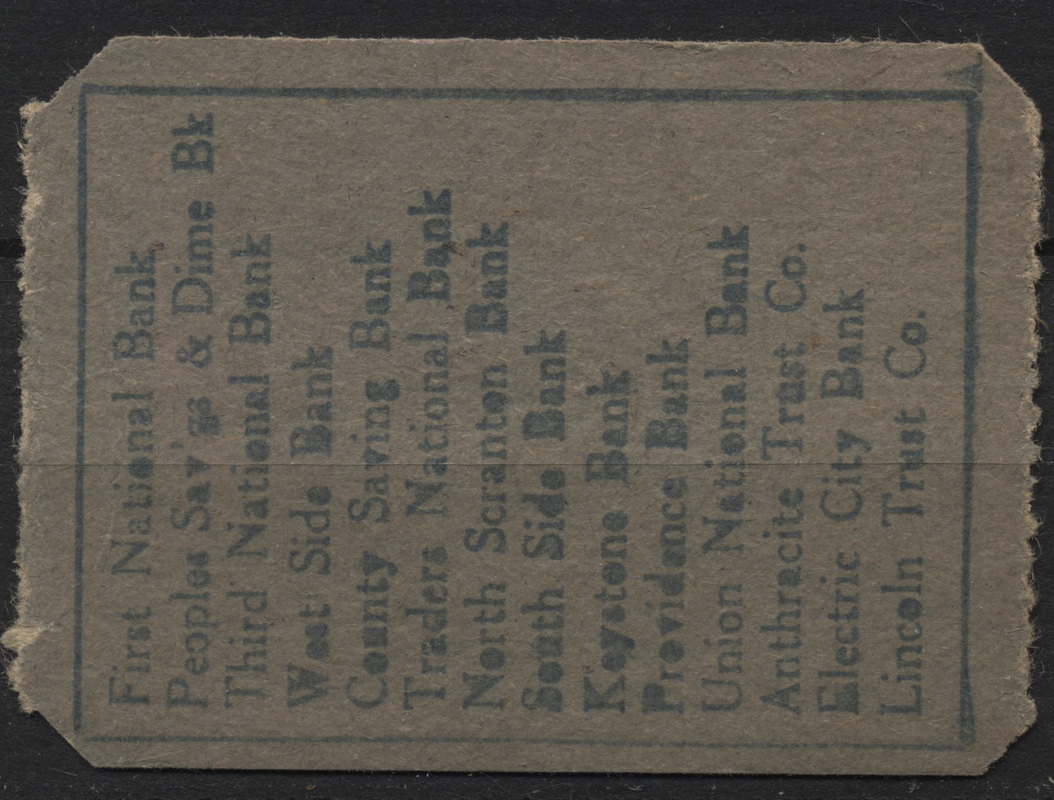 First National Bank
Peoples Sav'gs & Dime Bk
Third National Bank
West Side Bank
County Saving Bank
Traders National Bank
North Scranton Bank
South Side Bank
Keystone Bank
Providence Bank
Union National Bank
Anthracite Trust Co.
Electric City Bank
Lincoln Trust Co.